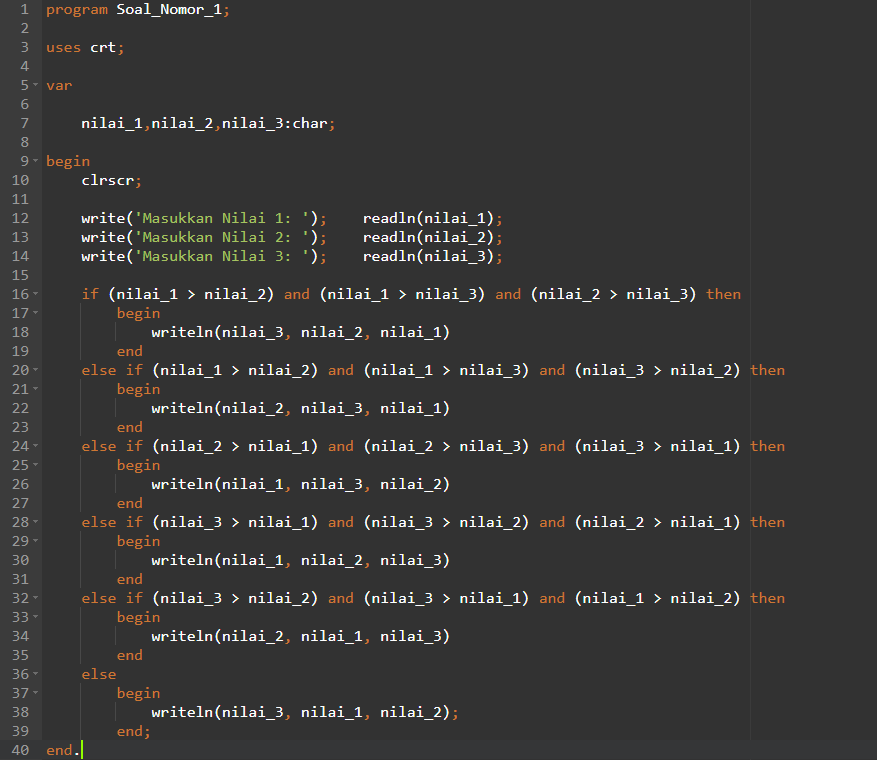 1 program Soal_Nomor_1;
2
3 uses crt;
4
5 var
6
7 nilai_1,nilai_2,nilai_3:char;
8
9 begin
10 clrscr;
11
12 write('Masukkan Nilai 1: '); readln(nilai_1);
13 write('Masukkan Nilai 2: '); readln(nilai_2);
14 write('Masukkan Nilai 3: '); readln(nilai_3);
15
16 if (nilai_1 > nilai_2) and (nilai_1 > nilai_3) and (nilai_2 > nilai_3) then
17 begin
18 writeln(nilai_3, nilai_2, nilai_1)
19 end
20 else if (nilai_1 > nilai_2) and (nilai_1 > nilai_3) and (nilai_3 > nilai_2) then
21 begin
22 writeln(nilai_2, nilai_3, nilai_1)
23 end
24 else if (nilai_2 > nilai_1) and (nilai_2 > nilai_3) and (nilai_3 > nilai_1) then
25 begin
26 writeln(nilai_1, nilai_3, nilai_2)
27 end
28 else if (nilai_3 > nilai_1) and (nilai_3 > nilai_2) and (nilai_2 > nilai_1) then
29 begin
30 writeln(nilai_1, nilai_2, nilai_3)
31 end
32 else if (nilai_3 > nilai_2) and (nilai_3 > nilai_1) and (nilai_1 > nilai_2) then
33 begin
34 writeln(nilai_2, nilai_1, nilai_3)
35 end
36 else
37 begin
38 writeln(nilai_3, nilai_1, nilai_2);
39 end;
40 end.